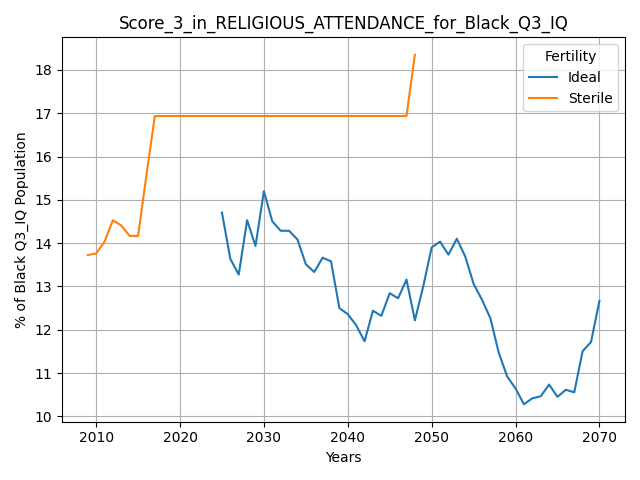 Score_3_in_RELIGIOUS_ATTENDANCE_for_Black_Q3_IQ
% of Black Q3_IQ Population
18
17
16
15
14
13
12
11
10
Fertility
Ideal
Sterile
2010 2020 2030 2040 2050 2060 2070
Years